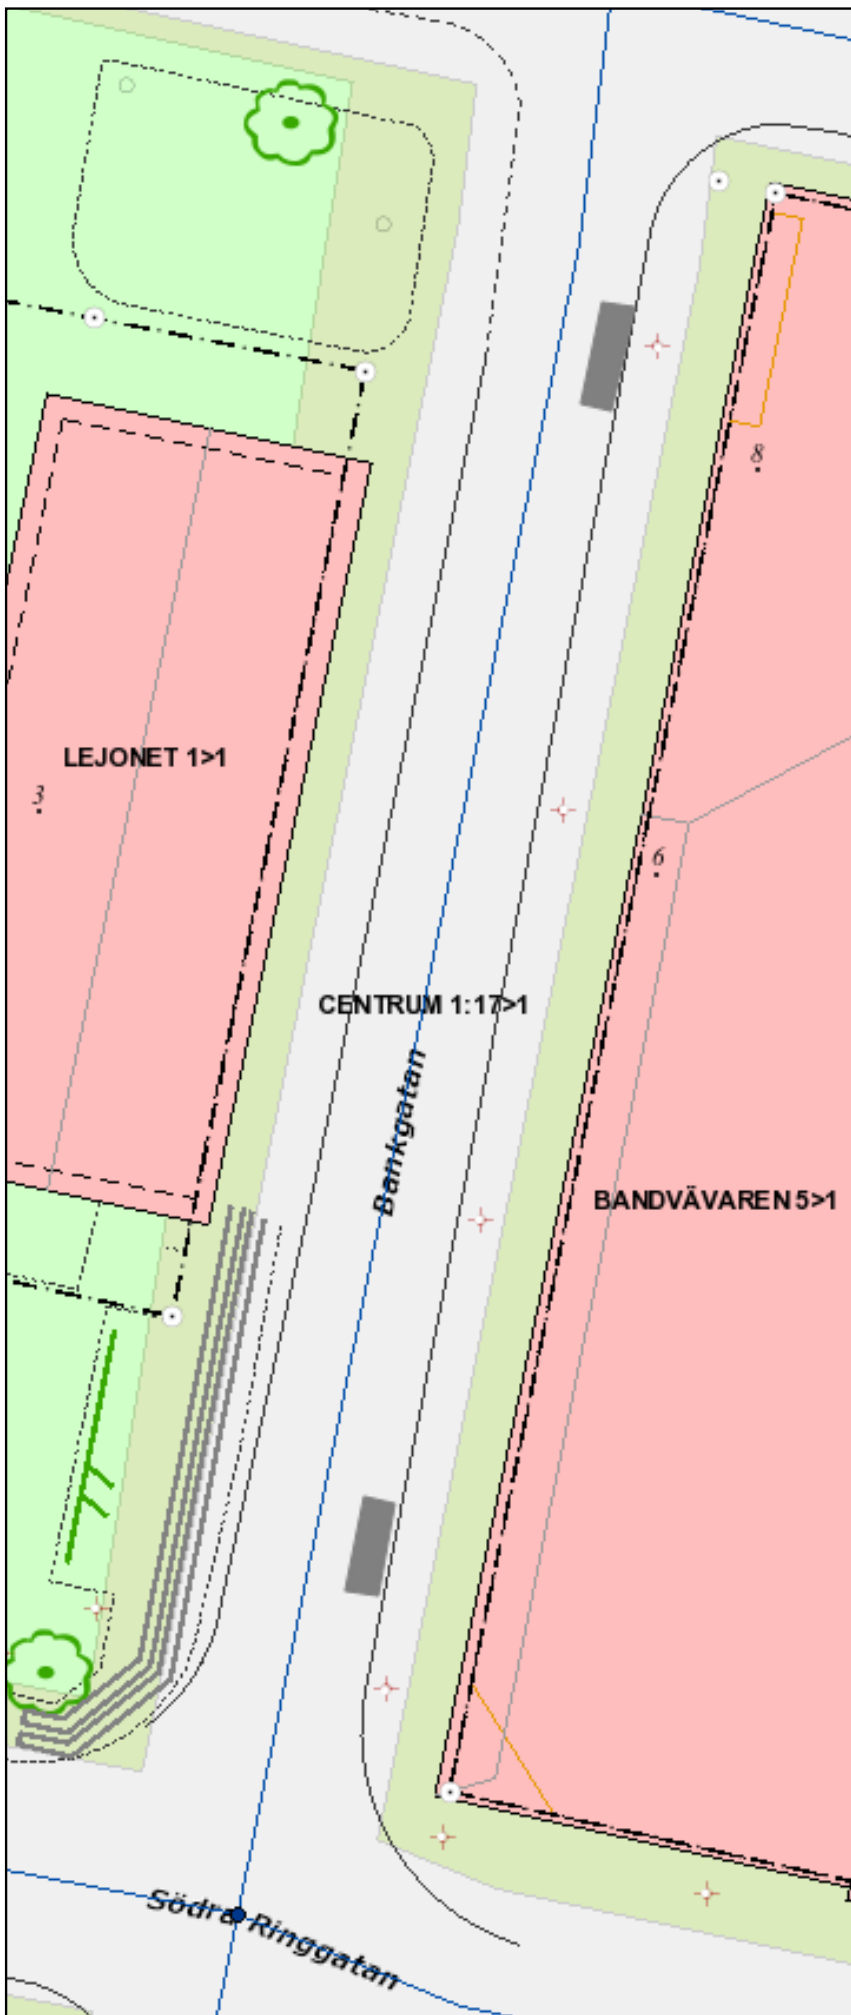 8
LEJONET 1>1
3
6
CENTRUM 1:17>1
Bankgatan
BANDVÄVAREN 5>1
Södra Ringgatan